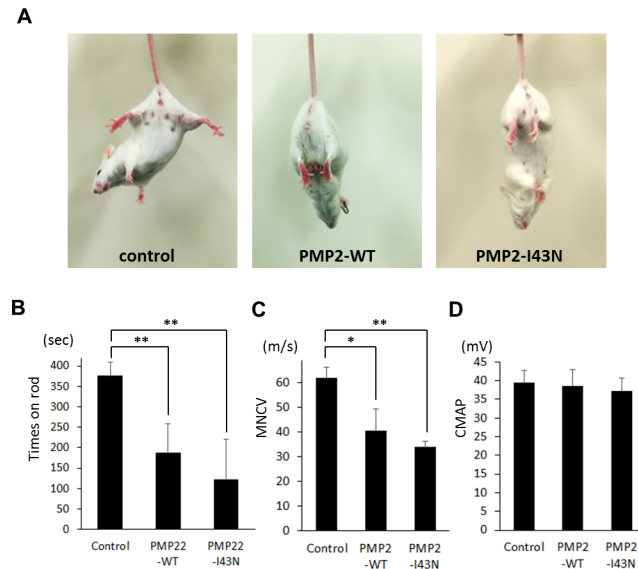 A
control
PMP2-WT
PMP2-I43N
B
(sec)
**
**
Times on rod
400
350
300
250
200
150
100
50
0
Control
PMP22
-WT
PMP22
-I43N
C
(m/s)
**
*
MNCV
60
50
40
30
20
10
0
Control
PMP2
-WT
PMP2
-I43N
D
(mV)
CMAP
45
40
35
30
25
20
15
10
5
0
Control
PMP2
-WT
PMP2
-I43N